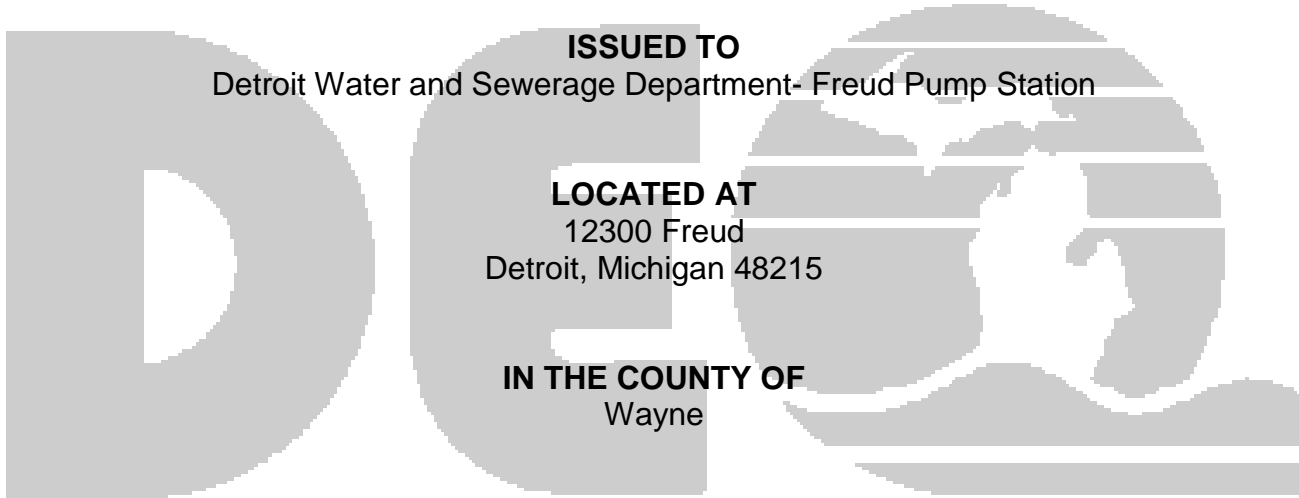 ISSUED TO
Detroit Water and Sewerage Department- Freud Pump Station
LOCATED AT
12300 Freud
Detroit, Michigan 48215
IN THE COUNTY OF
Wayne
DEQ